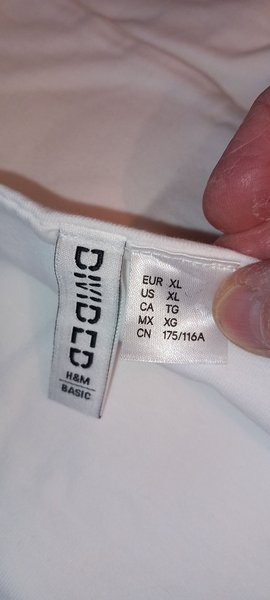 DIVIDED
H&M
BASIC
EUR XL
US XL
CA TG
MX XG
CN 175/116A